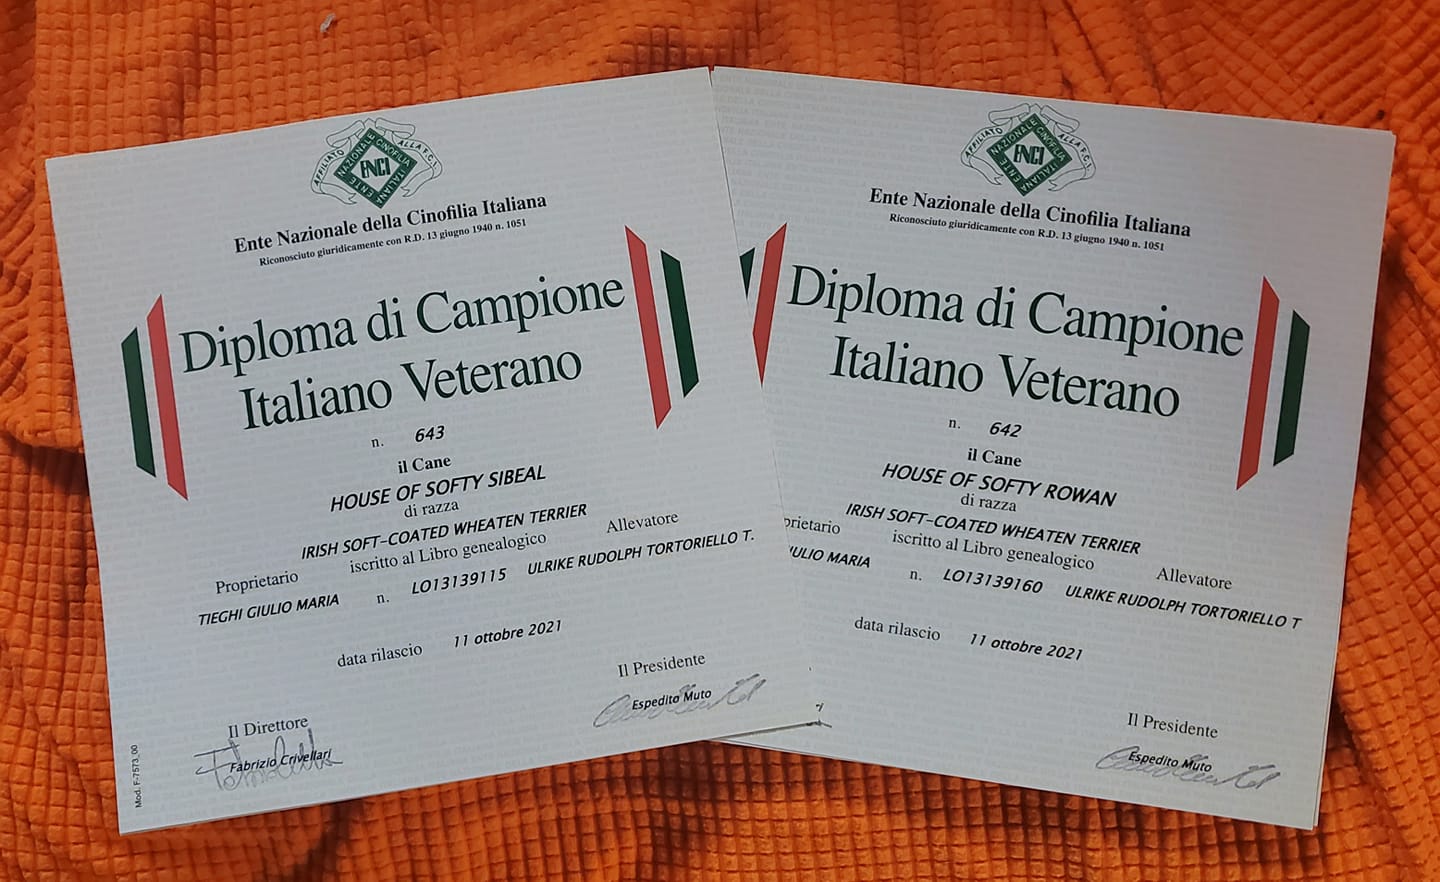 AFFILIATO ALLA F.C.I.
ENTE NAZIONALE CINOFILIA ITALIANA
ENCI
Ente Nazionale della Cinofilia Italiana
Riconosciuto giuridicamente con R.D. 13 giugno 1940 n. 1051
Diploma di Campione
Italiano Veterano
n. 643
il Cane
HOUSE OF SOFTY SIBEAL
di razza
IRISH SOFT-COATED WHEATEN TERRIER
Proprietario iscritto al Libro genealogico Allevatore
TIEGHI GIULIO MARIA n. LO13139115 ULRIKE RUDOLPH TORTORIELLO T.
data rilascio 11 ottobre 2021
Il Presidente
Espedito Muto
Il Direttore
Fabrizio Crivellari
Mod. F-7573_00
AFFILIATO ALLA F.C.I.
ENTE NAZIONALE CINOFILIA ITALIANA
ENCI
Ente Nazionale della Cinofilia Italiana
Riconosciuto giuridicamente con R.D. 13 giugno 1940 n. 1051
Diploma di Campione
Italiano Veterano
n. 642
il Cane
HOUSE OF SOFTY ROWAN
di razza
IRISH SOFT-COATED WHEATEN TERRIER
prietario iscritto al Libro genealogico Allevatore
IULIO MARIA n. LO13139160 ULRIKE RUDOLPH TORTORIELLO T
data rilascio 11 ottobre 2021
Il Presidente
Espedito Muto